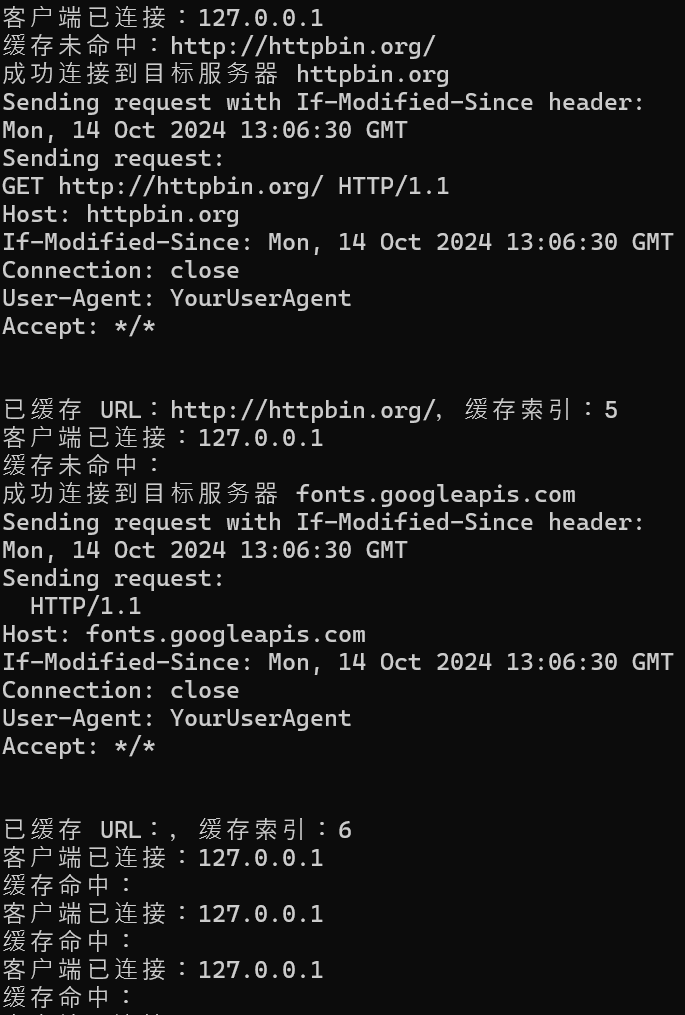 客户端已连接：127.0.0.1
缓存未命中：http://httpbin.org/
成功连接到目标服务器 httpbin.org
Sending request with If-Modified-Since header:
Mon, 14 Oct 2024 13:06:30 GMT
Sending request:
GET http://httpbin.org/ HTTP/1.1
Host: httpbin.org
If-Modified-Since: Mon, 14 Oct 2024 13:06:30 GMT
Connection: close
User-Agent: YourUserAgent
Accept: */*
已缓存 URL：http://httpbin.org/，缓存索引：5
客户端已连接：127.0.0.1
缓存未命中：
成功连接到目标服务器 fonts.googleapis.com
Sending request with If-Modified-Since header:
Mon, 14 Oct 2024 13:06:30 GMT
Sending request:
  HTTP/1.1
Host: fonts.googleapis.com
If-Modified-Since: Mon, 14 Oct 2024 13:06:30 GMT
Connection: close
User-Agent: YourUserAgent
Accept: */*
已缓存 URL：，缓存索引：6
客户端已连接：127.0.0.1
缓存命中：
客户端已连接：127.0.0.1
缓存命中：
客户端已连接：127.0.0.1
缓存命中：